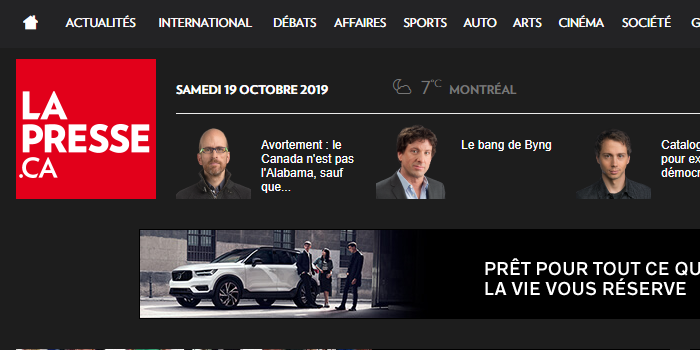 ACTUALITÉS INTERNATIONAL DÉBATS AFFAIRES SPORTS AUTO ARTS CINÉMA SOCIÉTÉ G
LA
PRESSE
.CA
SAMEDI 19 OCTOBRE 2019
7°C MONTRÉAL
Avortement : le
Canada n'est pas
l'Alabama, sauf
que...
Le bang de Byng
Catalog
pour ex
démocr
PRÊT POUR TOUT CE QU
LA VIE VOUS RÉSERVE